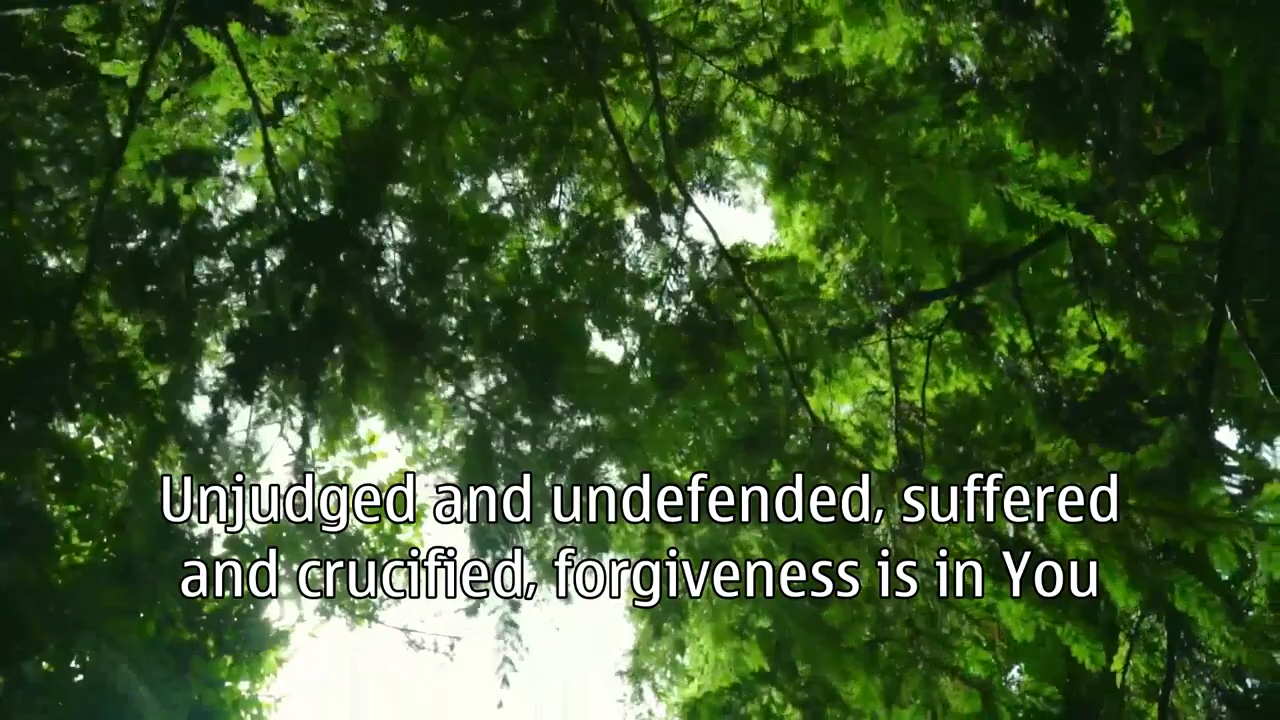 Unjudged and undefended, suffered
and crucified, forgiveness is in You